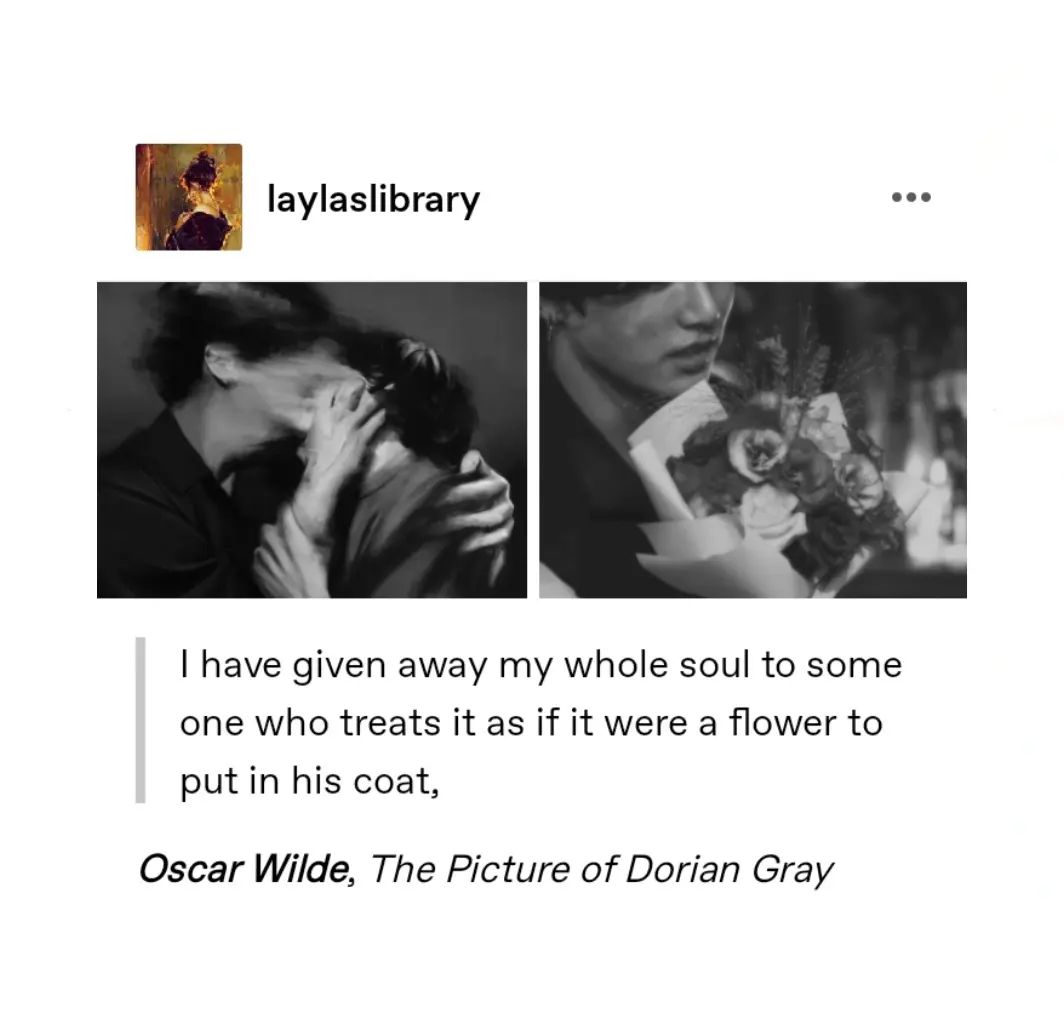 laylaslibrary
I have given away my whole soul to some
one who treats it as if it were a flower to
put in his coat,
Oscar Wilde, The Picture of Dorian Gray